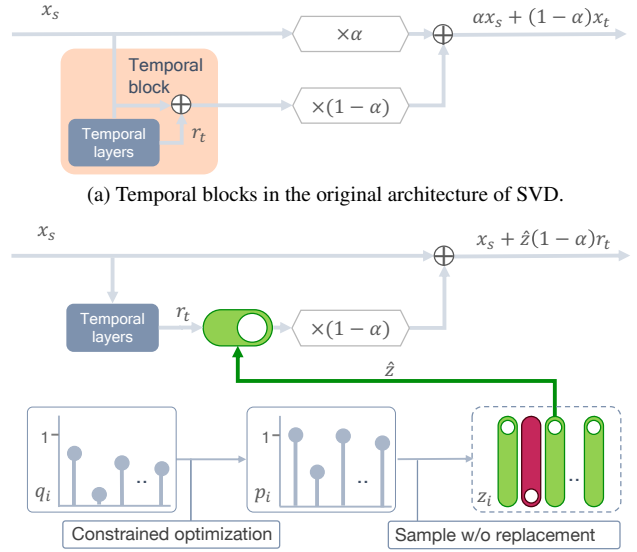 x_s
×α
αx_s + (1 − α)x_t
Temporal
block
×(1 − α)
Temporal
layers
r_t
(a) Temporal blocks in the original architecture of SVD.
x_s
x_s + ẑ(1 − α)r_t
Temporal
layers
r_t
×(1 − α)
ẑ
1
q_i
..
1
p_i
..
z_i
..
Constrained optimization
Sample w/o replacement